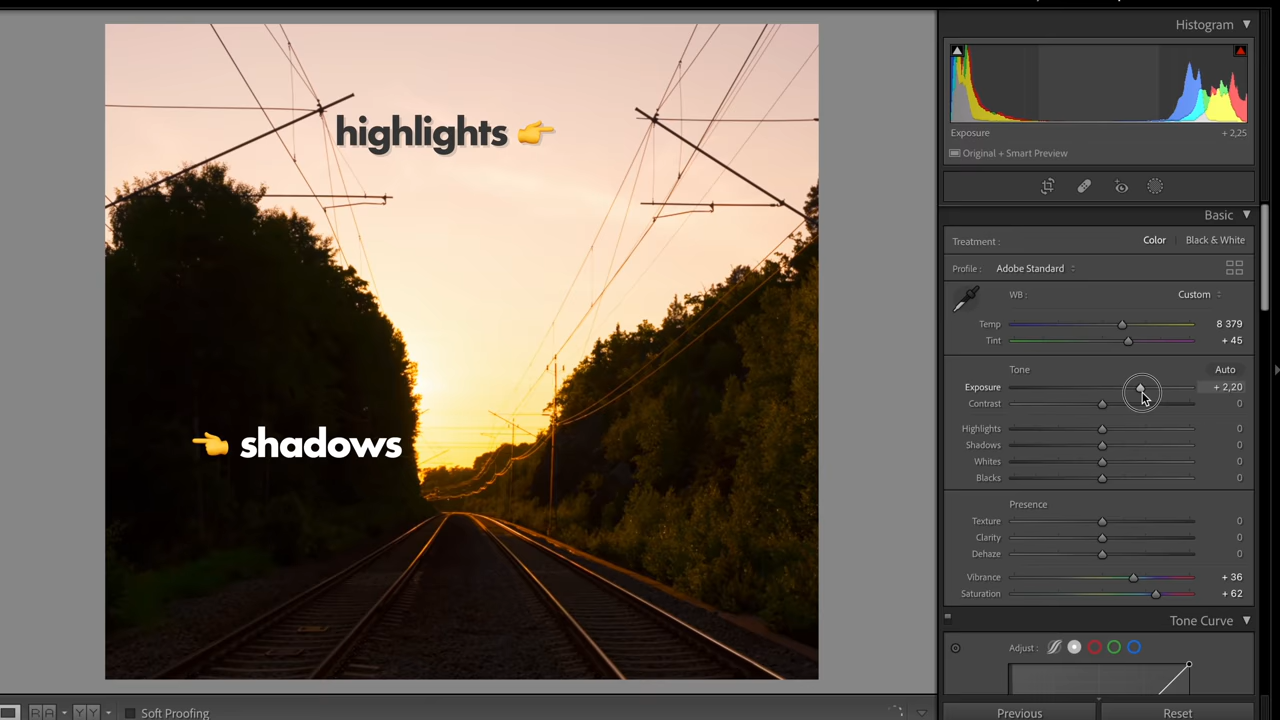 Histogram
highlights
Exposure + 2,25
Original + Smart Preview
Basic
Treatment : Color Black & White
Profile : Adobe Standard
WB : Custom
Temp 8 379
Tint + 45
Tone Auto
Exposure + 2,20
Contrast 0
Highlights 0
shadows
Shadows 0
Whites 0
Blacks 0
Presence
Texture 0
Clarity 0
Dehaze 0
Vibrance + 36
Saturation + 62
Tone Curve
Adjust :
R A Y Y Soft Proofing
Previous Reset